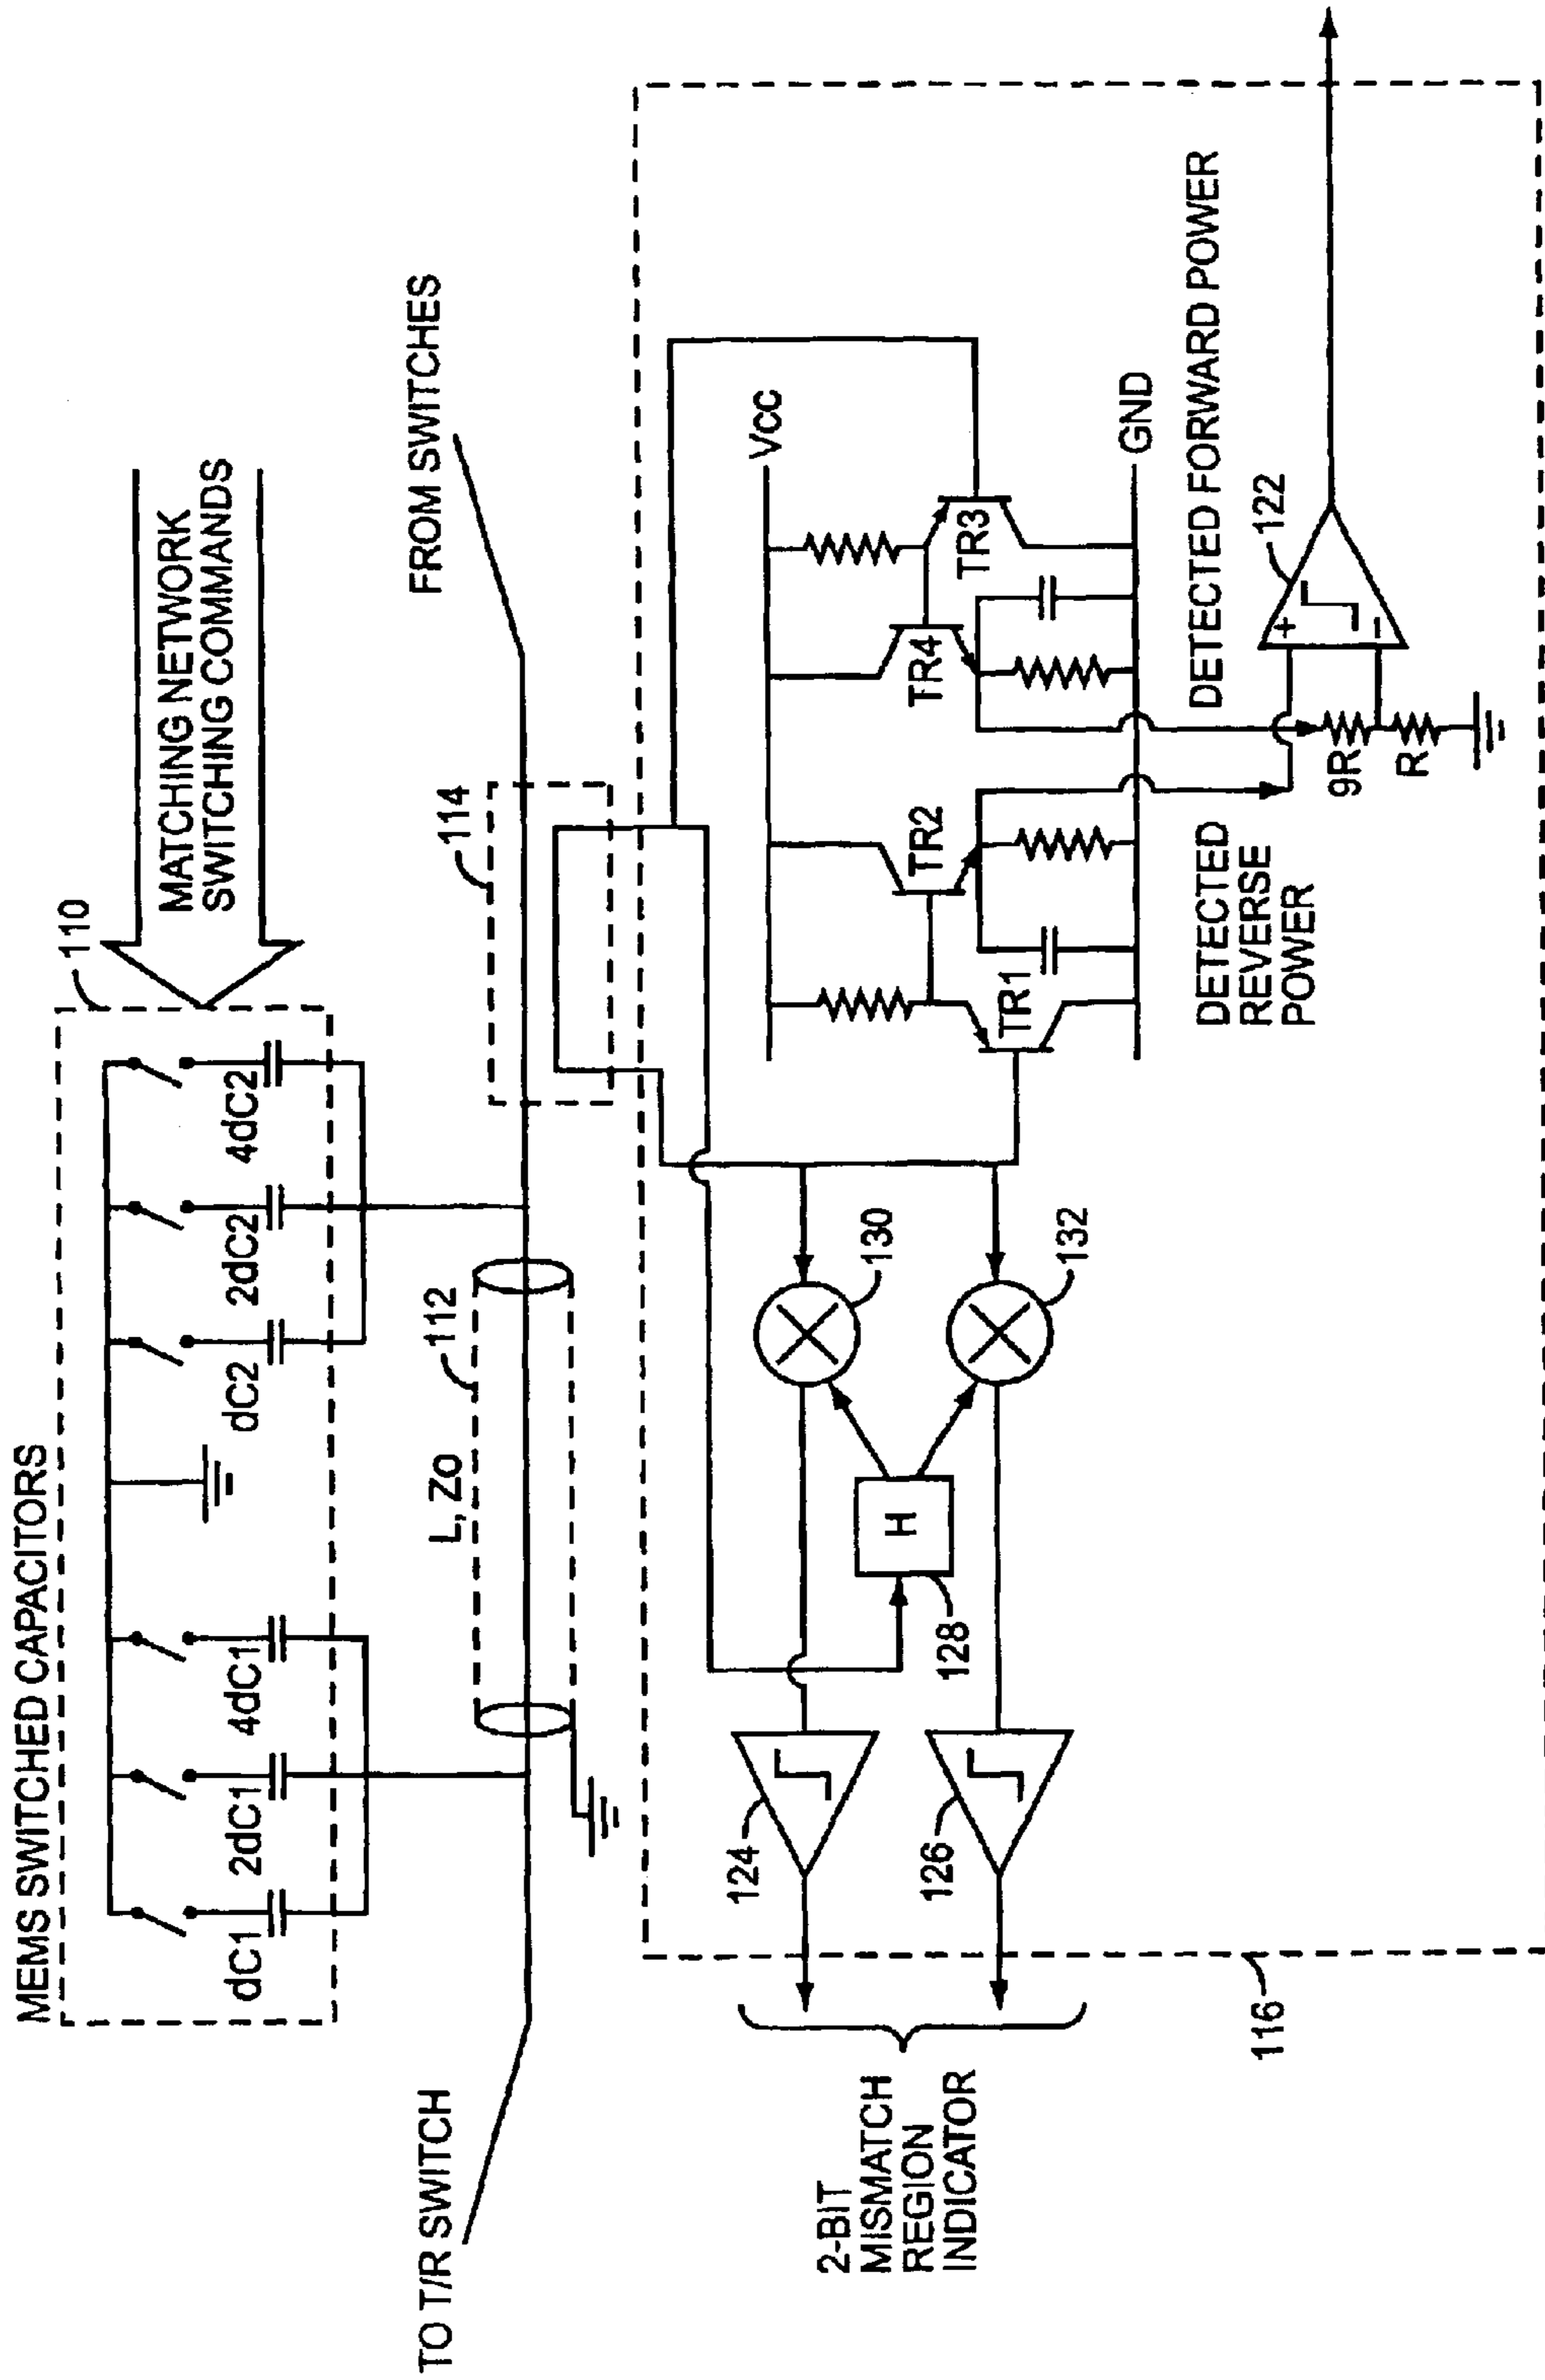 MEMS SWITCHED CAPACITORS
110
MATCHING NETWORK
SWITCHING COMMANDS
dC1
2dC1
4dC1
dC2
2dC2
4dC2
TO T/R SWITCH
L, Zo
112
114
FROM SWITCHES
124
126
128
H
130
132
Vcc
TR1
TR2
TR4
TR3
GND
2-BIT
MISMATCH
REGION
INDICATOR
116
DETECTED
REVERSE
POWER
DETECTED FORWARD POWER
9R
R
+
−
122